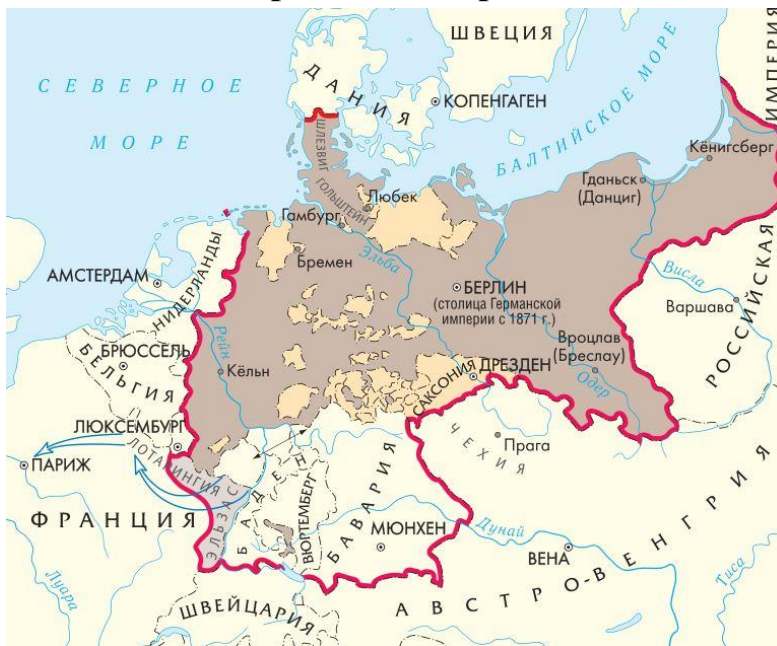 ШВЕЦИЯ
СЕВЕРНОЕ
МОРЕ
ДАНИЯ
КОПЕНГАГЕН
БАЛТИЙСКОЕ МОРЕ
РОССИЙСКАЯ
ИМПЕРИЯ
Кёнигсберг
Гданьск
(Данциг)
ШЛЕЗВИГ
ГОЛЬШТЕЙН
Любек
Гамбург
Бремен
Эльба
АМСТЕРДАМ
НИДЕРЛАНДЫ
БЕРЛИН
(столица Германской
империи с 1871 г.)
Висла
Варшава
БРЮССЕЛЬ
БЕЛЬГИЯ
Рейн
Кёльн
Вроцлав
(Бреслау)
Одер
САКСОНИЯ
ДРЕЗДЕН
ЛЮКСЕМБУРГ
ЛОТАРИНГИЯ
ПАРИЖ
ЧЕХИЯ
Прага
ФРАНЦИЯ
ЭЛЬЗАС
БАДЕН
ВЮРТЕМБЕРГ
БАВАРИЯ
МЮНХЕН
Дунай
ВЕНА
АВСТРО-ВЕНГРИЯ
Луара
ШВЕЙЦАРИЯ
Тиса